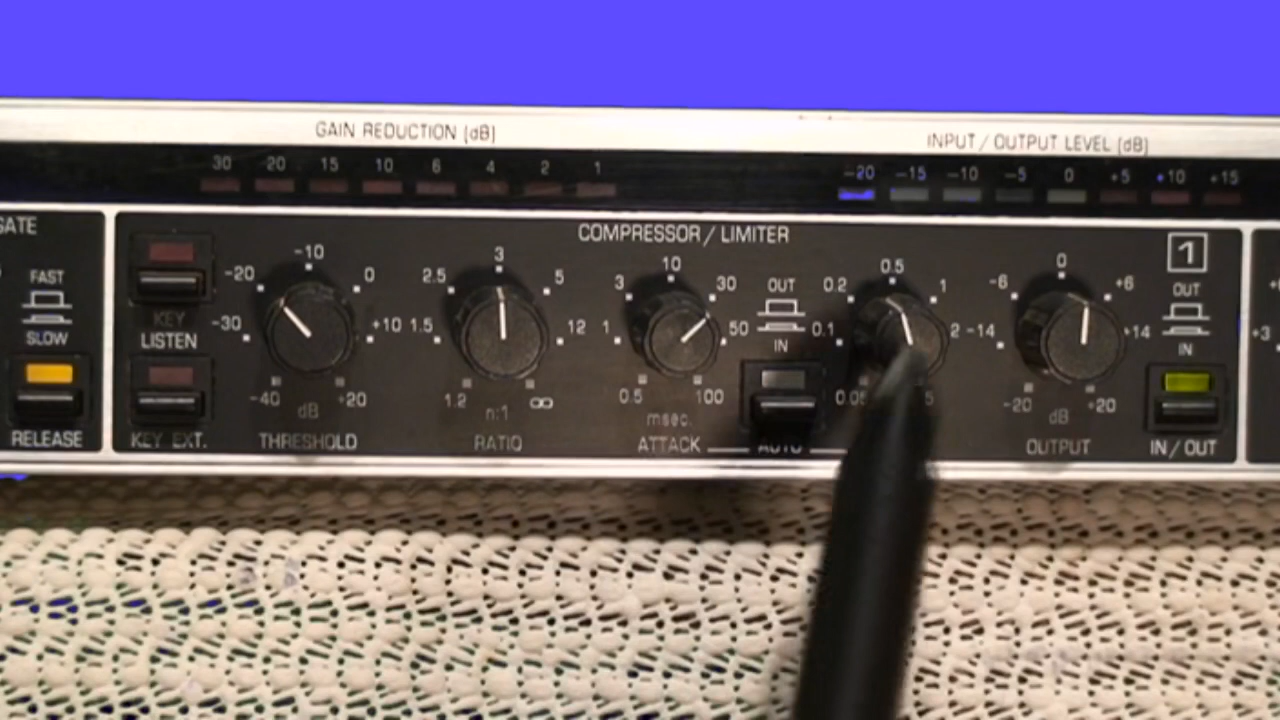 GAIN REDUCTION (dB)
INPUT / OUTPUT LEVEL (dB)
30 20 15 10 6 4 2 1
-20 -15 -10 -5 0 +5 +10 +15
GATE
COMPRESSOR / LIMITER
1
FAST
SLOW
RELEASE
KEY
LISTEN
KEY EXT.
-10
-20 0
-30 +10
-40 +20
dB
THRESHOLD
3
2.5 5
1.5 12
1.2 ∞
n:1
RATIO
10
3 30
1 50
0.5 100
msec.
ATTACK
OUT
IN
AUTO
0.5
0.2 1
0.1 2
0.05 5
0
-6 +6
-14 +14
-20 +20
dB
OUTPUT
OUT
IN
IN / OUT
+3